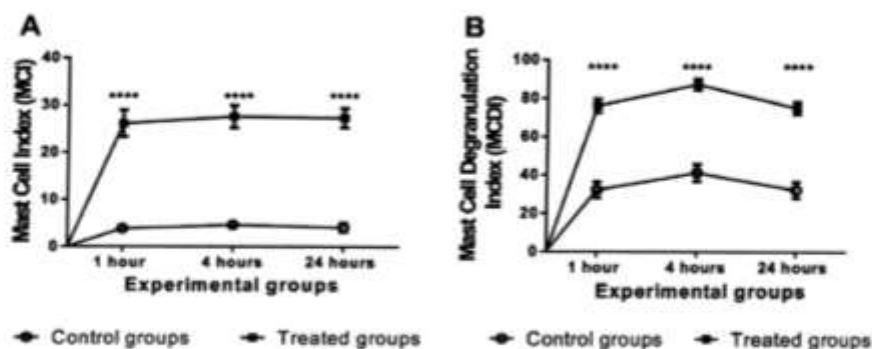 A
Mast Cell Index (MCI)
40
30
20
10
0
****
****
****
1 hour
4 hours
24 hours
Experimental groups
Control groups
Treated groups
B
Mast Cell Degranulation
Index (MCDI)
100
80
60
40
20
0
****
****
****
1 hour
4 hours
24 hours
Experimental groups
Control groups
Treated groups